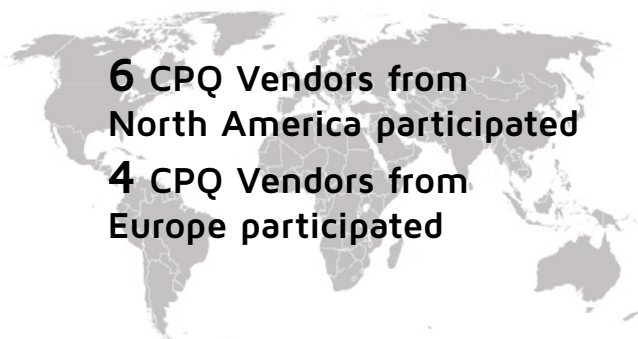 6 CPQ Vendors from
North America participated
4 CPQ Vendors from
Europe participated